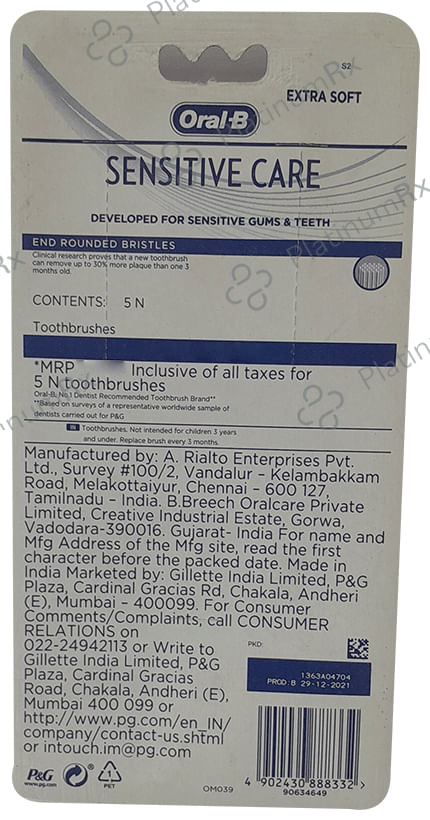 S2
EXTRA SOFT
Oral-B
SENSITIVE CARE
DEVELOPED FOR SENSITIVE GUMS & TEETH
END ROUNDED BRISTLES
Clinical research proves that a new toothbrush
can remove up to 30% more plaque than one 3
months old.
CONTENTS: 5 N
Toothbrushes
*MRP Inclusive of all taxes for
5 N toothbrushes
Oral-B, No 1 Dentist Recommended Toothbrush Brand**
**Based on surveys of a representative worldwide sample of
dentists carried out for P&G
IN Toothbrushes. Not intended for children 3 years
and under. Replace brush every 3 months.
Manufactured by: A. Rialto Enterprises Pvt.
Ltd., Survey #100/2, Vandalur – Kelambakkam
Road, Melakottaiyur, Chennai – 600 127,
Tamilnadu – India. B.Breech Oralcare Private
Limited, Creative Industrial Estate, Gorwa,
Vadodara-390016. Gujarat- India For name and
Mfg Address of the Mfg site, read the first
character before the packed date. Made in
India Marketed by: Gillette India Limited, P&G
Plaza, Cardinal Gracias Rd, Chakala, Andheri
(E), Mumbai – 400099. For Consumer
Comments/Complaints, call CONSUMER
RELATIONS on
022-24942113 or Write to
Gillette India Limited, P&G
Plaza, Cardinal Gracias
Road, Chakala, Andheri (E),
Mumbai 400 099 or
http://www.pg.com/en_IN/
company/contact-us.shtml
or intouch.im@pg.com
PKD:
1363A04704
PROD:B 29-12-2021
P&G
www.pg.com
1
PET
OM039
4 902430 888332 >
90634649
PlatinumRx
PlatinumRx
PlatinumRx
PlatinumRx